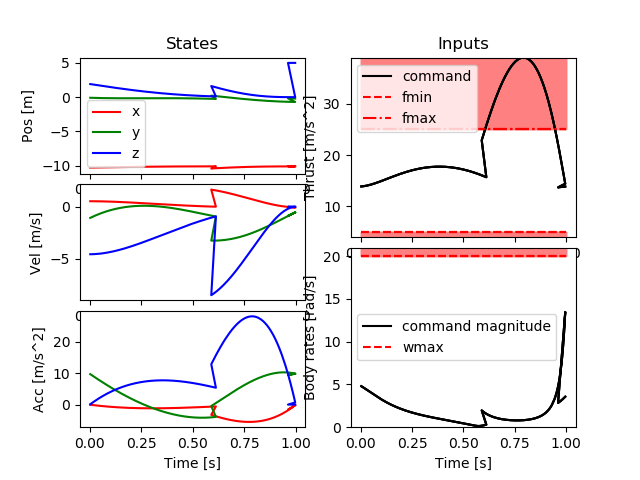 States
Inputs
5
0
−5
−10
Pos [m]
x
y
z
0
−5
Vel [m/s]
20
10
0
Acc [m/s^2]
0.00 0.25 0.50 0.75 1.00
Time [s]
30
20
10
Thrust [m/s^2]
command
fmin
fmax
20
15
10
5
0
Body rates [rad/s]
command magnitude
wmax
0.00 0.25 0.50 0.75 1.00
Time [s]